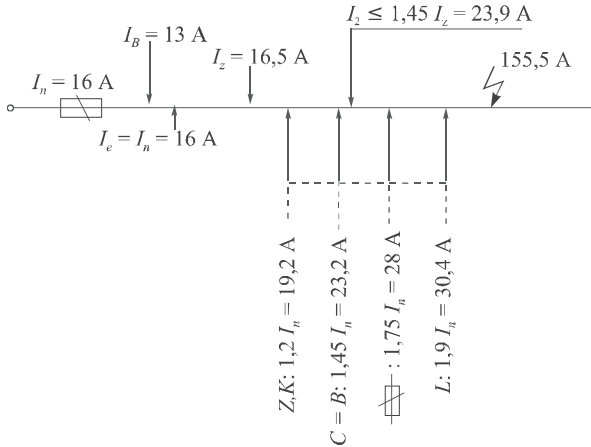 I₂ ≤ 1,45 I_z = 23,9 A
I_B = 13 A
I_z = 16,5 A
155,5 A
I_n = 16 A
I_e = I_n = 16 A
Z,K: 1,2 I_n = 19,2 A
C = B: 1,45 I_n = 23,2 A
: 1,75 I_n = 28 A
L: 1,9 I_n = 30,4 A